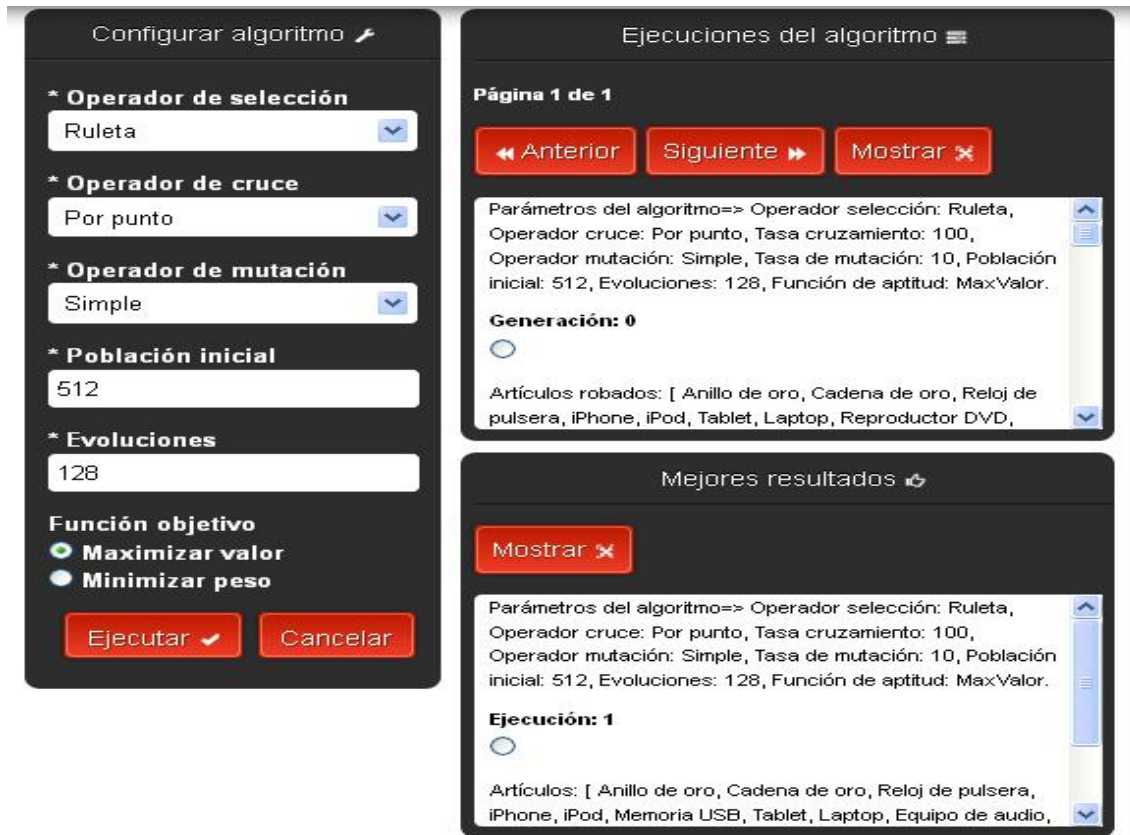 Configurar algoritmo
* Operador de selección
Ruleta
* Operador de cruce
Por punto
* Operador de mutación
Simple
* Población inicial
512
* Evoluciones
128
Función objetivo
Maximizar valor
Minimizar peso
Ejecutar
Cancelar
Ejecuciones del algoritmo
Página 1 de 1
Anterior
Siguiente
Mostrar
Parámetros del algoritmo=> Operador selección: Ruleta,
Operador cruce: Por punto, Tasa cruzamiento: 100,
Operador mutación: Simple, Tasa de mutación: 10, Población
inicial: 512, Evoluciones: 128, Función de aptitud: MaxValor.
Generación: 0
Artículos robados: [ Anillo de oro, Cadena de oro, Reloj de
pulsera, iPhone, iPod, Tablet, Laptop, Reproductor DVD,
Mejores resultados
Mostrar
Parámetros del algoritmo=> Operador selección: Ruleta,
Operador cruce: Por punto, Tasa cruzamiento: 100,
Operador mutación: Simple, Tasa de mutación: 10, Población
inicial: 512, Evoluciones: 128, Función de aptitud: MaxValor.
Ejecución: 1
Artículos: [ Anillo de oro, Cadena de oro, Reloj de pulsera,
iPhone, iPod, Memoria USB, Tablet, Laptop, Equipo de audio,